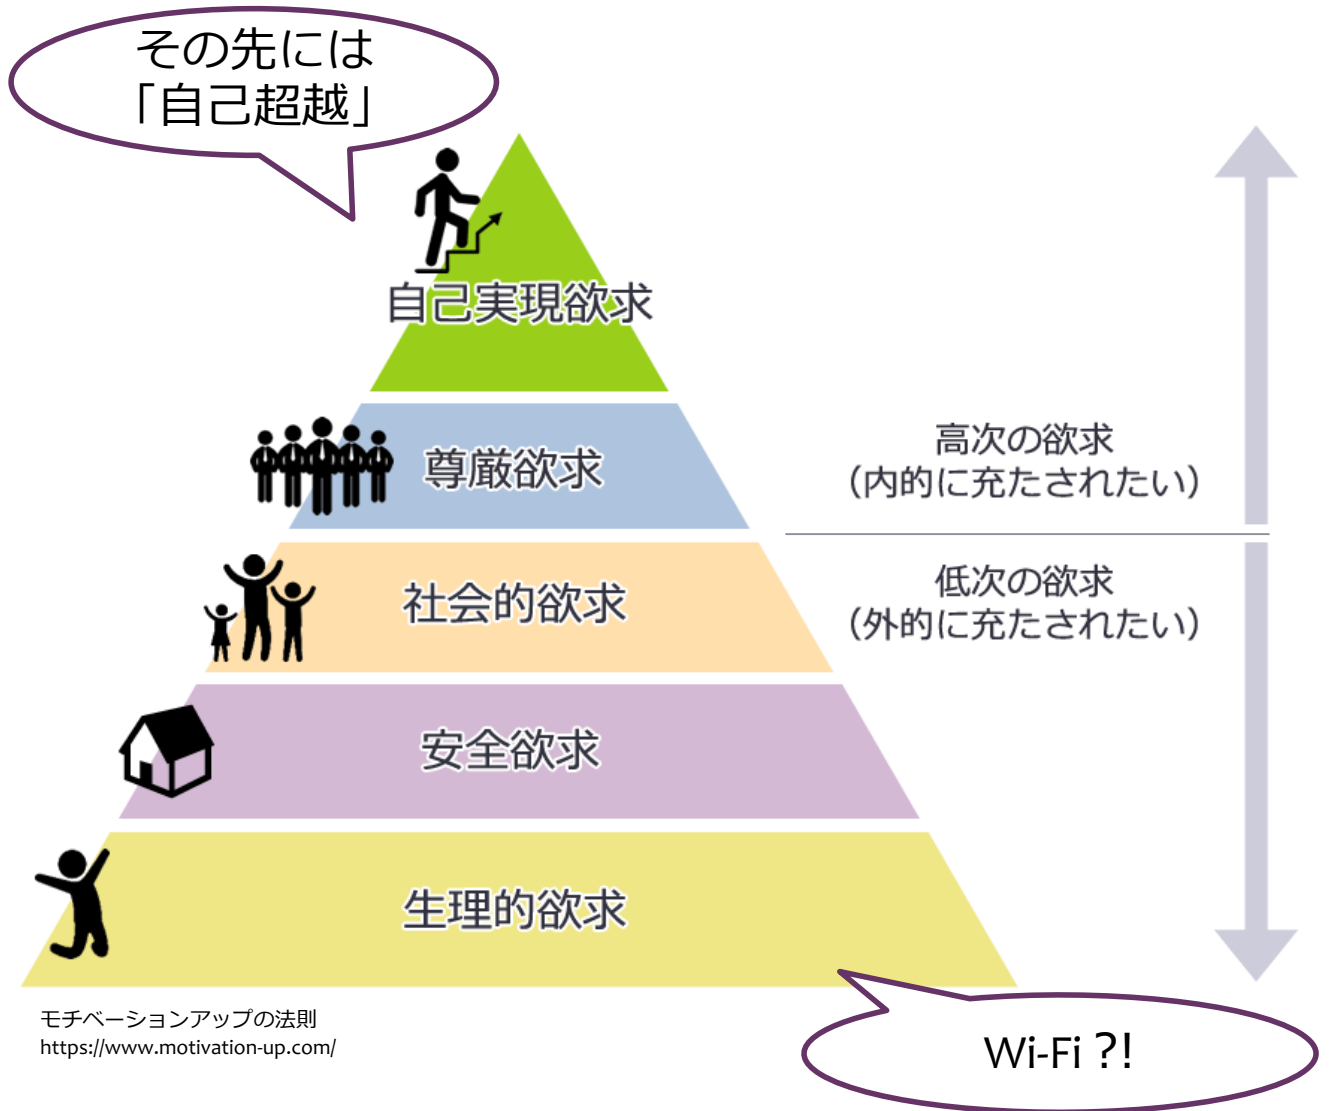 その先には
「自己超越」
自己実現欲求
尊厳欲求
高次の欲求
（内的に充たされたい）
低次の欲求
（外的に充たされたい）
社会的欲求
安全欲求
生理的欲求
モチベーションアップの法則
https://www.motivation-up.com/
Wi-Fi ?!